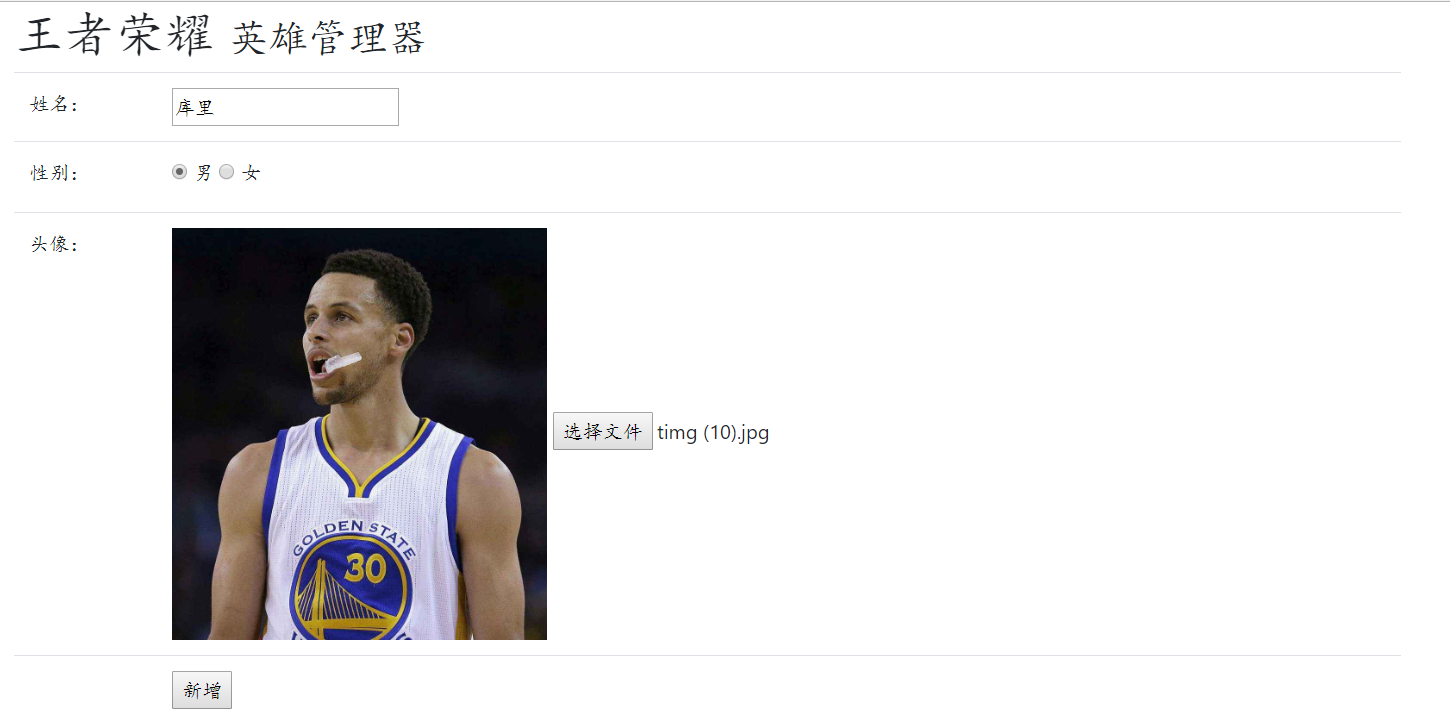 王者荣耀 英雄管理器
姓名：
库里
性别：
男 女
头像：
GOLDEN STATE
30
选择文件 timg (10).jpg
新增